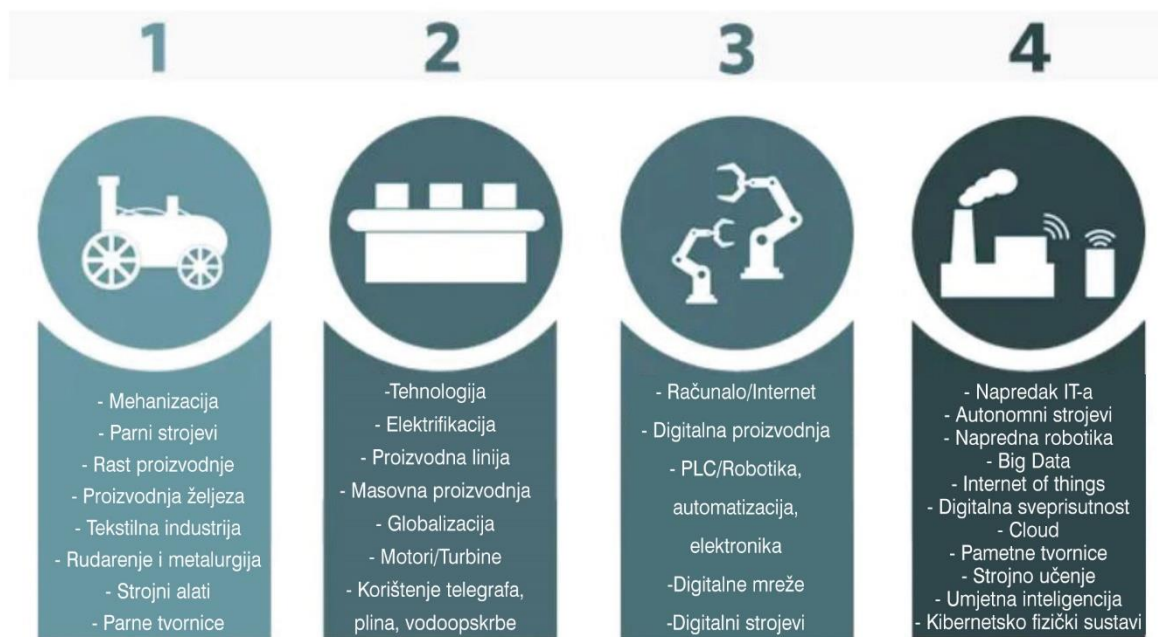 1
2
3
4
- Mehanizacija
- Parni strojevi
- Rast proizvodnje
- Proizvodnja željeza
- Tekstilna industrija
- Rudarenje i metalurgija
- Strojni alati
- Parne tvornice
-Tehnologija
- Elektrifikacija
- Proizvodna linija
- Masovna proizvodnja
- Globalizacija
- Motori/Turbine
- Korištenje telegrafa,
plina, vodoopskrbe
- Računalo/Internet
- Digitalna proizvodnja
- PLC/Robotika,
automatizacija,
elektronika
-Digitalne mreže
-Digitalni strojevi
- Napredak IT-a
- Autonomni strojevi
- Napredna robotika
- Big Data
- Internet of things
- Digitalna sveprisutnost
- Cloud
- Pametne tvornice
- Strojno učenje
- Umjetna inteligencija
- Kibernetsko fizički sustavi